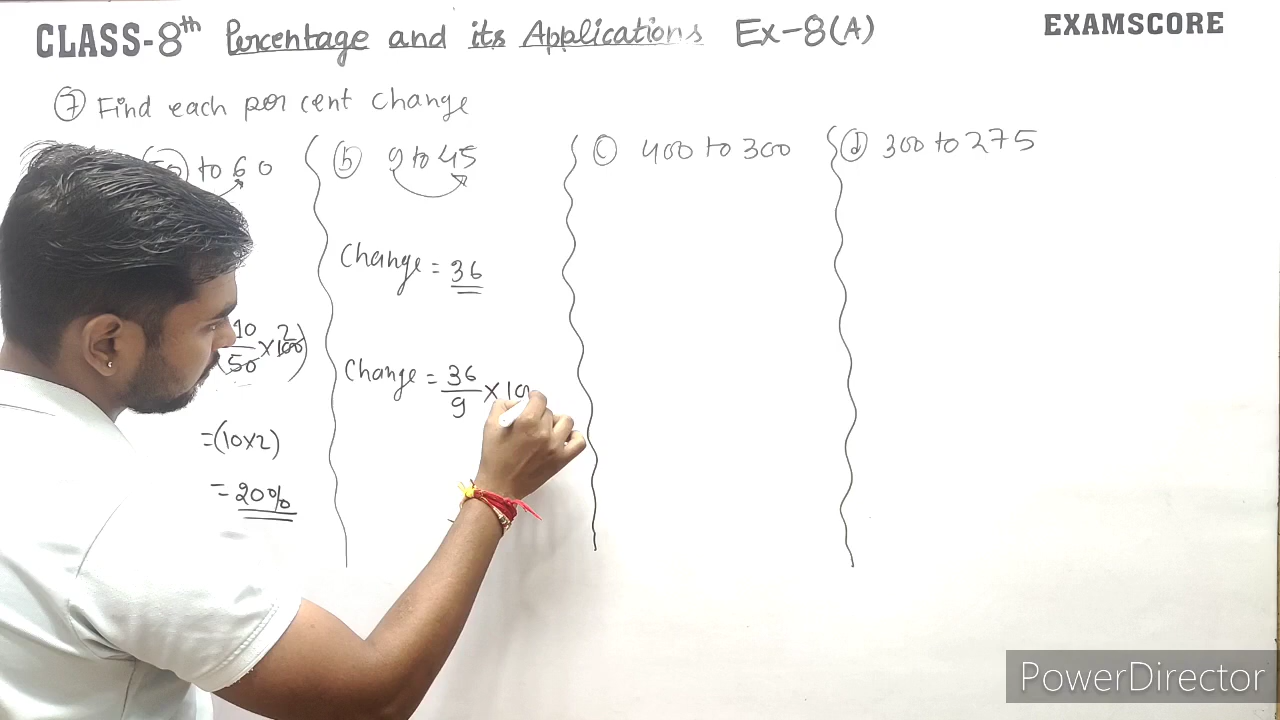 CLASS-8th Percentage and its Applications Ex-8(A)
EXAMSCORE
⑦ Find each per cent change
to 60
10/50 × 100 2
=(10×2)
= 20%
ⓑ 9 to 45
Change = 36
Change = 36/9 × 10
ⓒ 400 to 300
ⓓ 300 to 275
PowerDirector